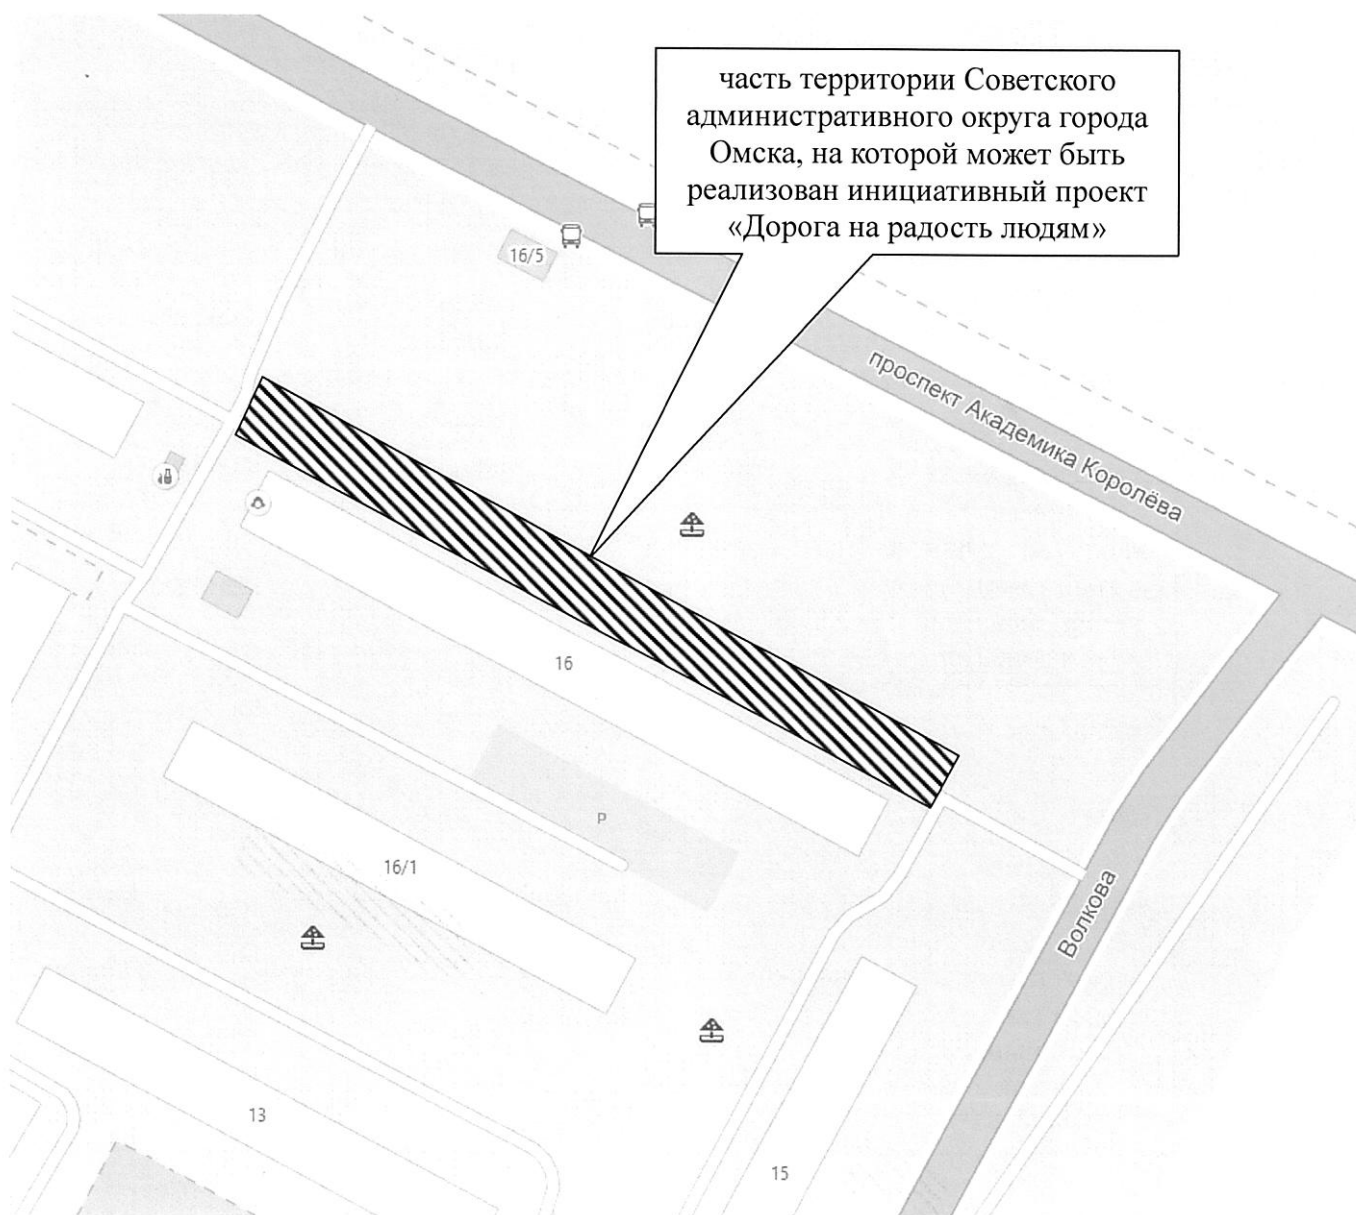 часть территории Советского
административного округа города
Омска, на которой может быть
реализован инициативный проект
«Дорога на радость людям»
16/5
проспект Академика Королёва
16
P
16/1
Волкова
13
15